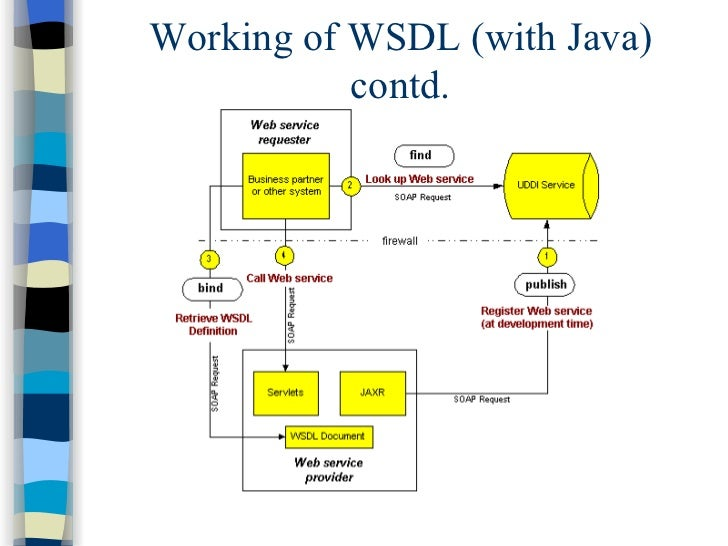 Working of WSDL (with Java)
contd.
Web service
requester
find
Business partner
or other system
2
Look up Web service
UDDI Service
SOAP Request
firewall
3
4
1
Call Web service
bind
publish
Retrieve WSDL
Definition
SOAP Request
Register Web service
(at development time)
SOAP Request
Servlets
JAXR
SOAP Request
WSDL Document
Web service
provider